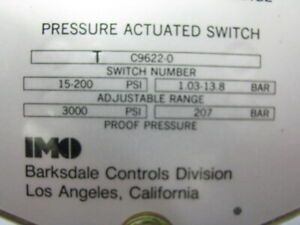 PRESSURE ACTUATED SWITCH
T C9622-0
SWITCH NUMBER
15-200 PSI 1.03-13.8 BAR
ADJUSTABLE RANGE
3000 PSI 207 BAR
PROOF PRESSURE
IMO
Barksdale Controls Division
Los Angeles, California